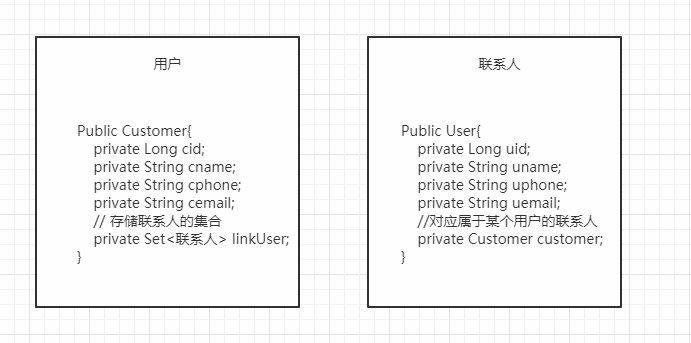 用户
Public Customer{
private Long cid;
private String cname;
private String cphone;
private String cemail;
// 存储联系人的集合
private Set<联系人> linkUser;
}
联系人
Public User{
private Long uid;
private String uname;
private String uphone;
private String uemail;
//对应属于某个用户的联系人
private Customer customer;
}